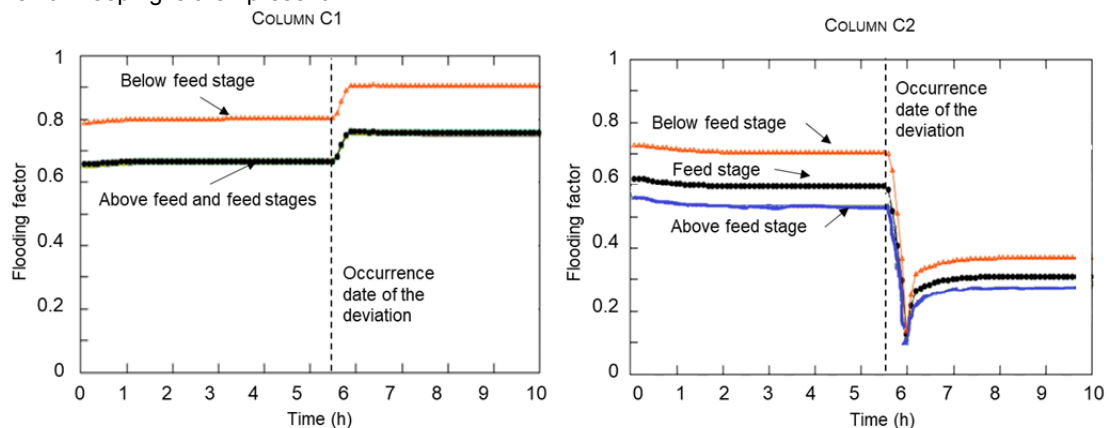 COLUMN C1
1
0.8
0.6
0.4
0.2
0
Flooding factor
Below feed stage
Above feed and feed stages
Occurrence
date of the
deviation
0 1 2 3 4 5 6 7 8 9 10
Time (h)
COLUMN C2
1
0.8
0.6
0.4
0.2
0
Flooding factor
Below feed stage
Feed stage
Above feed stage
Occurrence
date of the
deviation
0 1 2 3 4 5 6 7 8 9 10
Time (h)